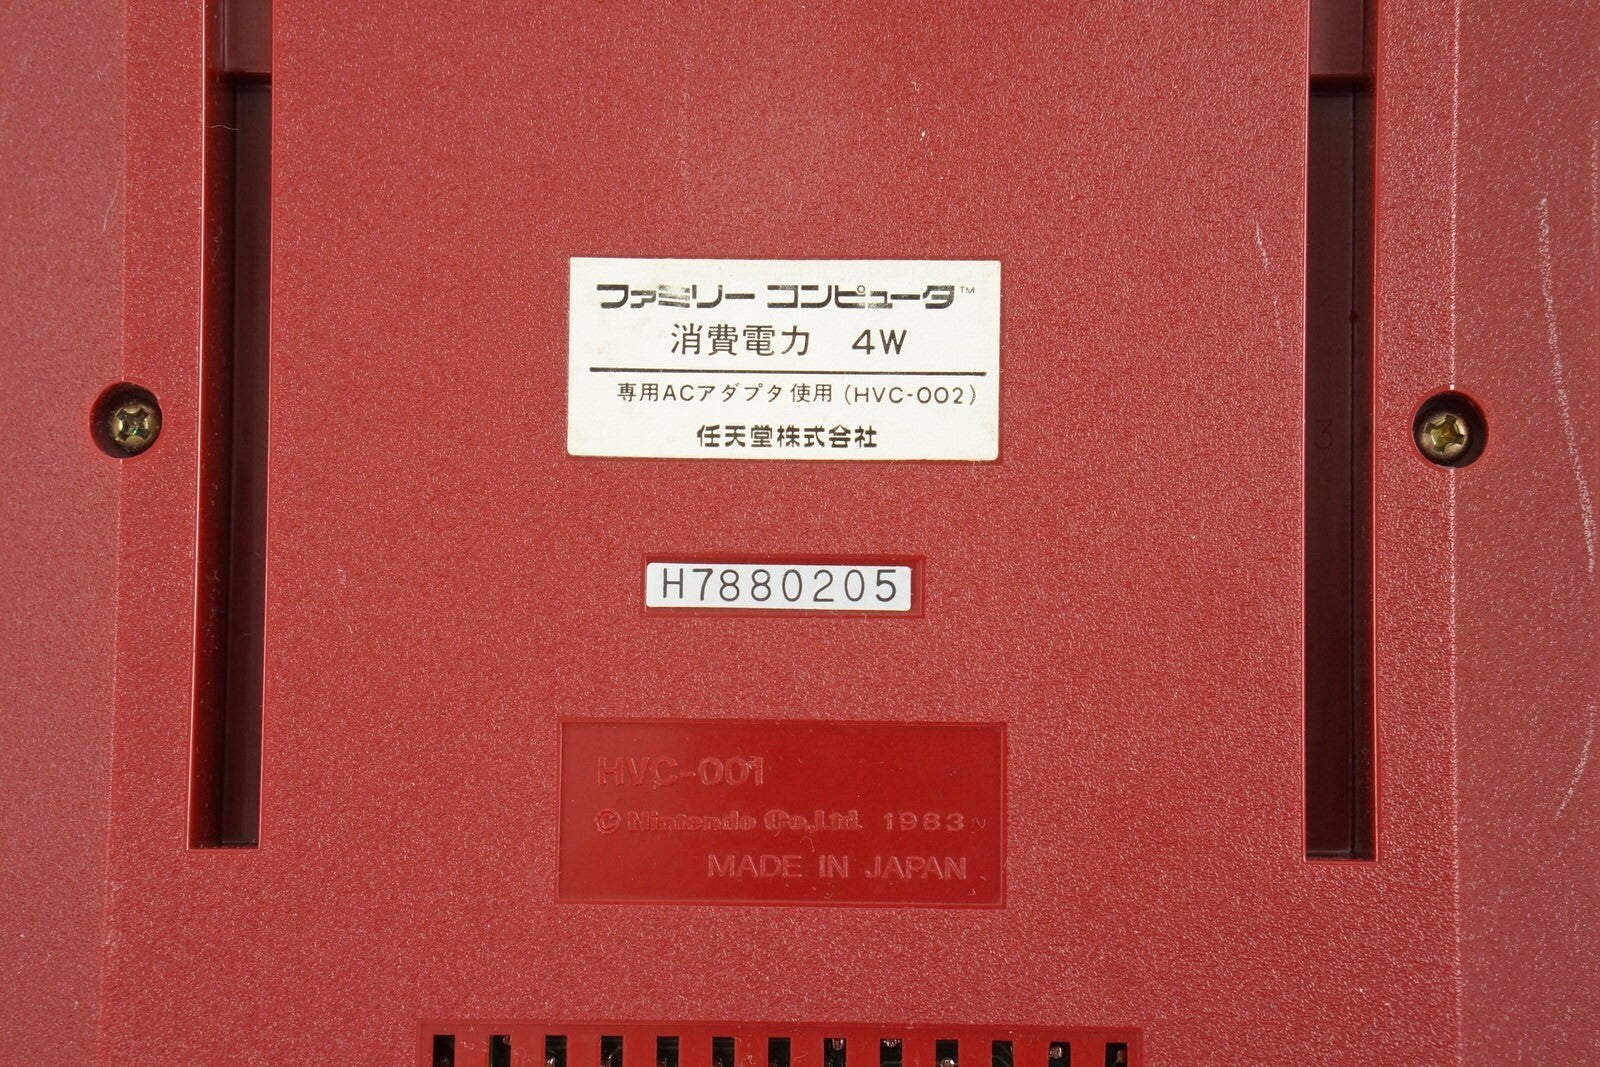 ファミリー コンピュータ™
消費電力 4W
専用ACアダプタ使用(HVC-002)
任天堂株式会社
3
H7880205
HVC-001
© Nintendo Co.,Ltd. 1983
MADE IN JAPAN